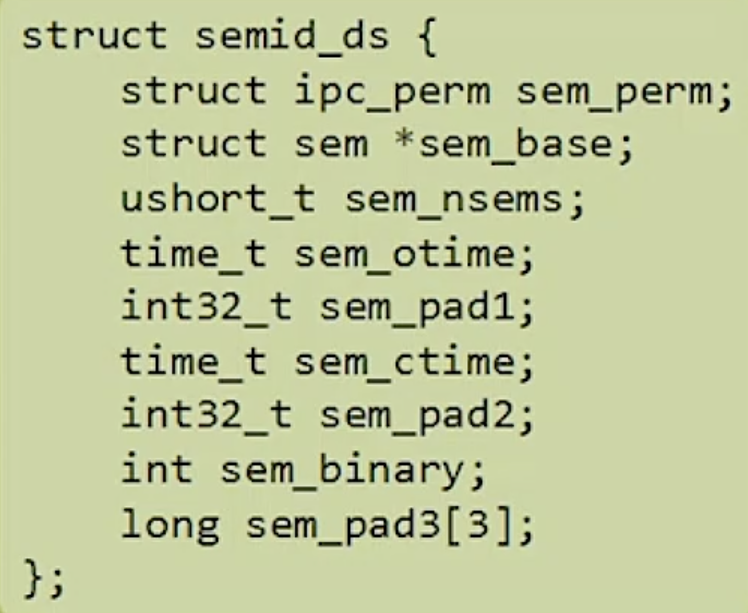 struct semid_ds {
    struct ipc_perm sem_perm;
    struct sem *sem_base;
    ushort_t sem_nsems;
    time_t sem_otime;
    int32_t sem_pad1;
    time_t sem_ctime;
    int32_t sem_pad2;
    int sem_binary;
    long sem_pad3[3];
};